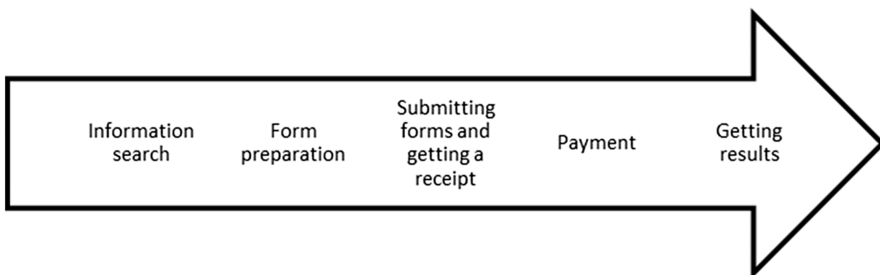 Information
search
Form
preparation
Submitting
forms and
getting a
receipt
Payment
Getting
results